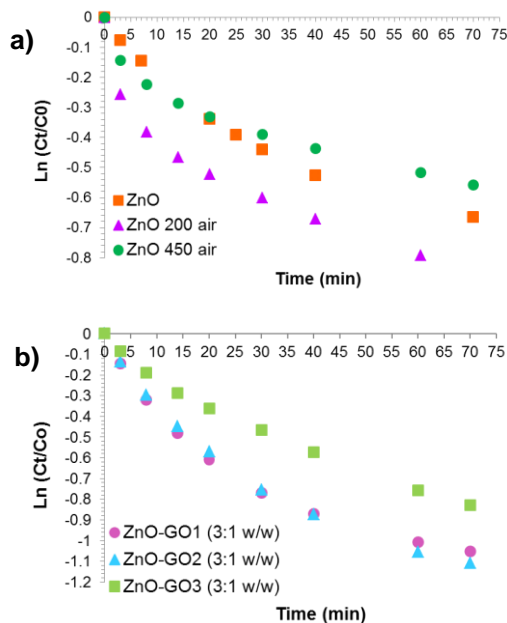 a)
0 5 10 15 20 25 30 35 40 45 50 55 60 65 70 75
0
-0.1
-0.2
-0.3
-0.4
-0.5
-0.6
-0.7
-0.8
Ln (Ct/C0)
ZnO
ZnO 200 air
ZnO 450 air
Time (min)
b)
0 5 10 15 20 25 30 35 40 45 50 55 60 65 70 75
0
-0.1
-0.2
-0.3
-0.4
-0.5
-0.6
-0.7
-0.8
-0.9
-1
-1.1
-1.2
Ln (Ct/Co)
ZnO-GO1 (3:1 w/w)
ZnO-GO2 (3:1 w/w)
ZnO-GO3 (3:1 w/w)
Time (min)